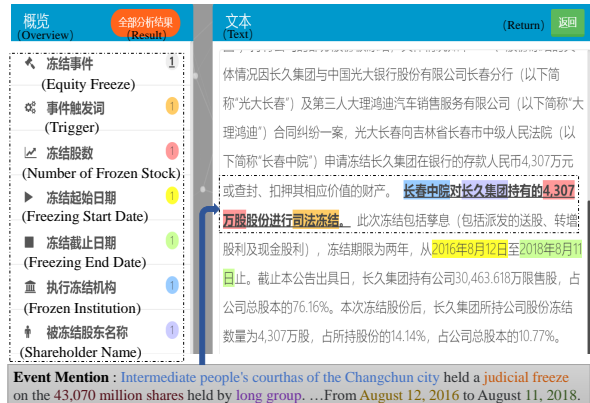 概览
全部分析结果
(Overview)
(Result)
冻结事件 1
(Equity Freeze)
事件触发词 1
(Trigger)
冻结股数 1
(Number of Frozen Stock)
冻结起始日期 1
(Freezing Start Date)
冻结截止日期 1
(Freezing End Date)
执行冻结机构 1
(Frozen Institution)
被冻结股东名称 1
(Shareholder Name)
文本
(Text)
(Return)
返回
体情况因长久集团与中国光大银行股份有限公司长春分行（以下简
称“光大长春”）及第三人大理鸿迪汽车销售服务有限公司（以下简称“大
理鸿迪”）合同纠纷一案，光大长春向吉林省长春市中级人民法院（以
下简称“长春中院”）申请冻结长久集团在银行的存款人民币4,307万元
或查封、扣押其相应价值的财产。 长春中院对长久集团持有的4,307
万股股份进行司法冻结。 此次冻结包括孳息（包括派发的送股、转增
股利及现金股利），冻结期限为两年，从2016年8月12日至2018年8月11
日止。截止本公告出具日，长久集团持有公司30,463.618万限售股，占
公司总股本的76.16%。本次冻结股份后，长久集团所持公司股份冻结
数量为4,307万股，占所持股份的14.14%，占公司总股本的10.77%。
Event Mention : Intermediate people's courthas of the Changchun city held a judicial freeze
on the 43,070 million shares held by long group. …From August 12, 2016 to August 11, 2018.